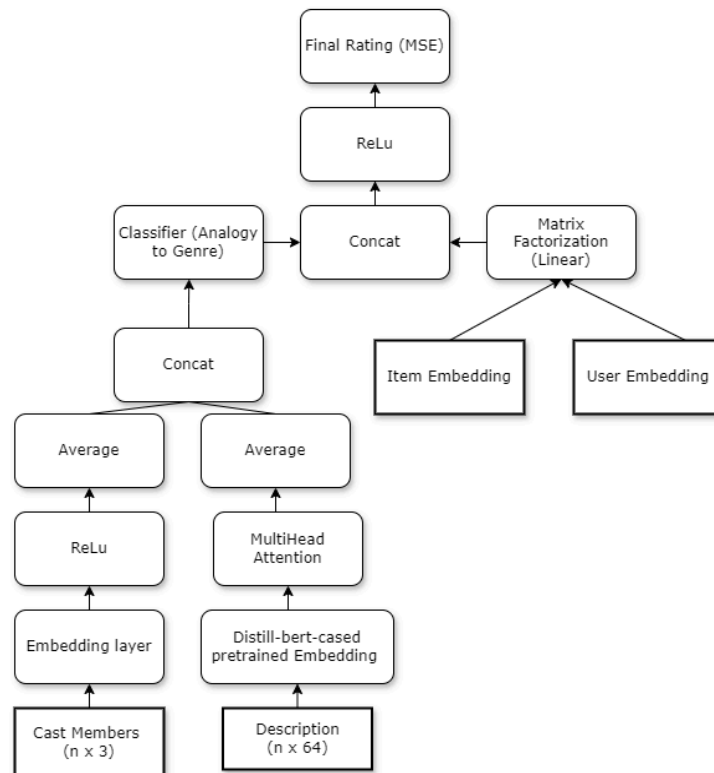 Final Rating (MSE)
ReLu
Classifier (Analogy
to Genre)
Concat
Matrix
Factorization
(Linear)
Concat
Item Embedding
User Embedding
Average
Average
ReLu
MultiHead
Attention
Embedding layer
Distill-bert-cased
pretrained Embedding
Cast Members
(n x 3)
Description
(n x 64)